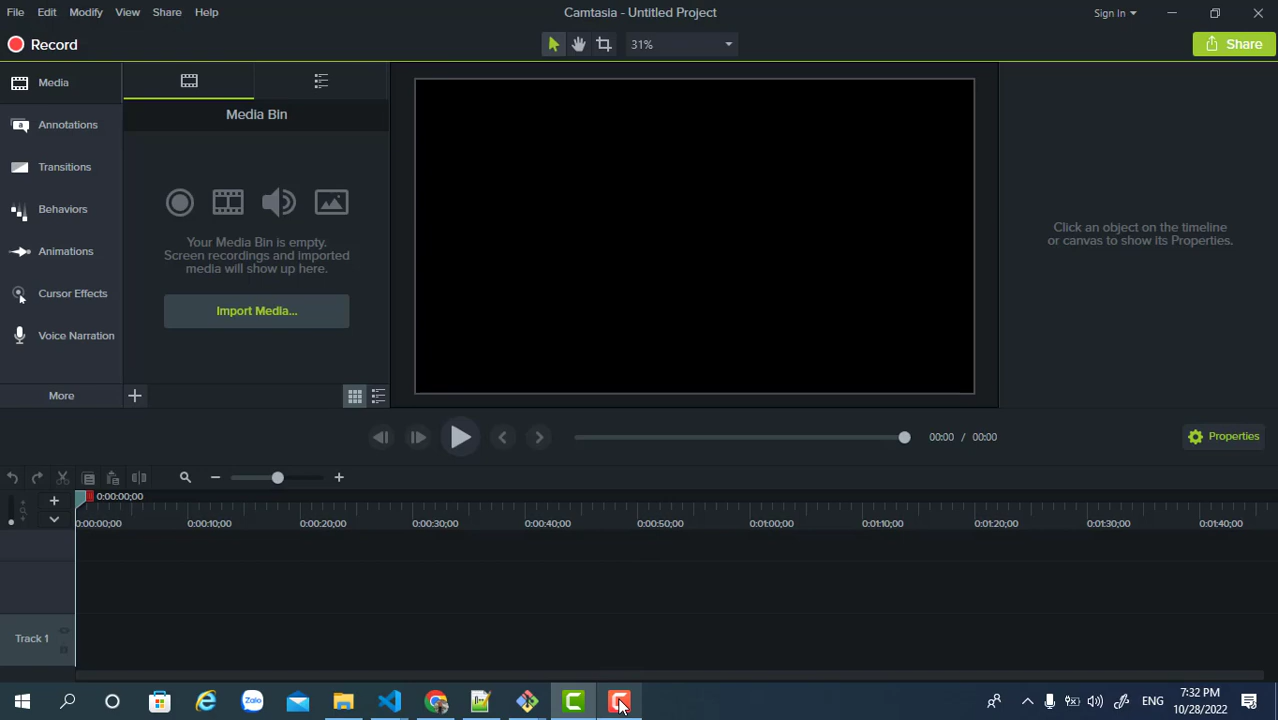 File Edit Modify View Share Help Camtasia - Untitled Project Sign In
Record 31% Share
Media
Annotations
Transitions
Behaviors
Animations
Cursor Effects
Voice Narration
More
Media Bin
Your Media Bin is empty.
Screen recordings and imported
media will show up here.
Import Media...
Click an object on the timeline
or canvas to show its Properties.
00:00 / 00:00
Properties
0:00:00;00
0:00:00;00 0:00:10;00 0:00:20;00 0:00:30;00 0:00:40;00 0:00:50;00 0:01:00;00 0:01:10;00 0:01:20;00 0:01:30;00 0:01:40;00
Track 1
Zalo
ENG
7:32 PM
10/28/2022